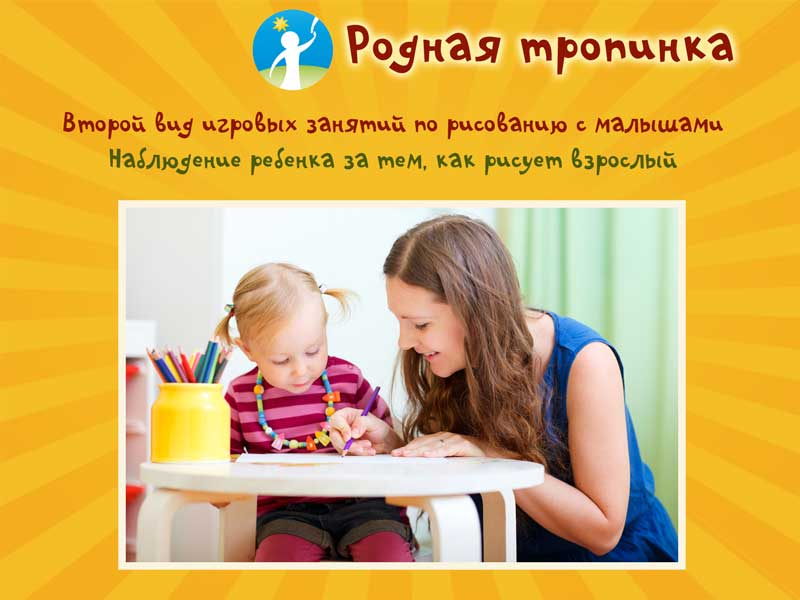 Родная тропинка
Второй вид игровых занятий по рисованию с малышами
Наблюдение ребенка за тем, как рисует взрослый